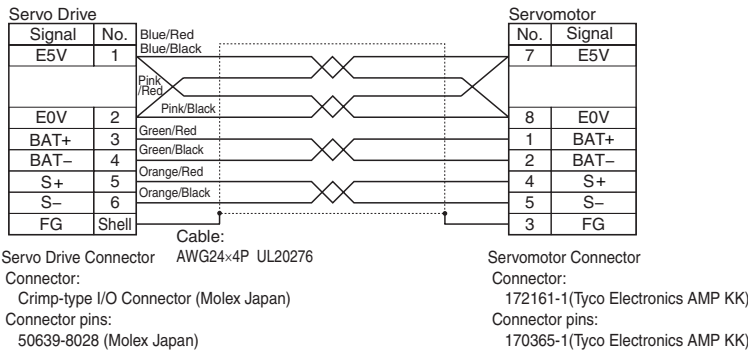 Servo Drive
Servomotor
Signal No.
No. Signal
Blue/Red
Blue/Black
E5V 1
7 E5V
Pink
/Red
Pink/Black
E0V 2
8 E0V
Green/Red
BAT+ 3
1 BAT+
Green/Black
BAT− 4
2 BAT−
Orange/Red
S+ 5
4 S+
Orange/Black
S− 6
5 S−
FG Shell
3 FG
Cable:
AWG24×4P UL20276
Servo Drive Connector
Connector:
Crimp-type I/O Connector (Molex Japan)
Connector pins:
50639-8028 (Molex Japan)
Servomotor Connector
Connector:
172161-1(Tyco Electronics AMP KK)
Connector pins:
170365-1(Tyco Electronics AMP KK)